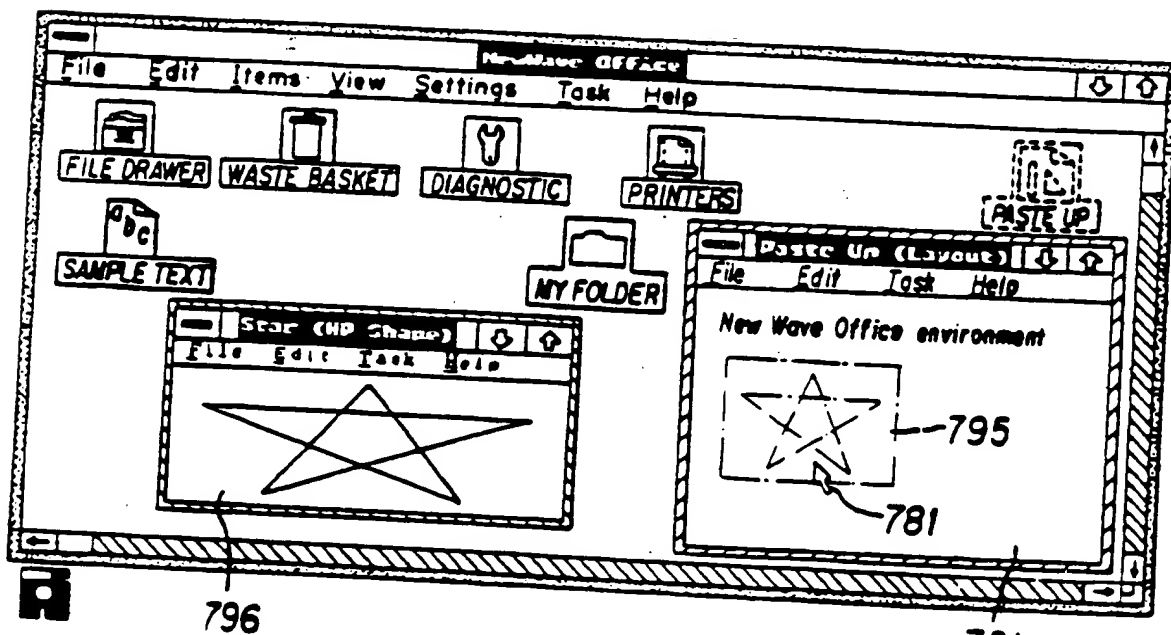 NewWave Office
File Edit Items View Settings Task Help
FILE DRAWER
WASTE BASKET
DIAGNOSTIC
PRINTERS
PASTE UP
abc
SAMPLE TEXT
MY FOLDER
Paste Up (Layout)
File Edit Task Help
New Wave Office environment
795
781
Star (HP Shape)
File Edit Task Help
796